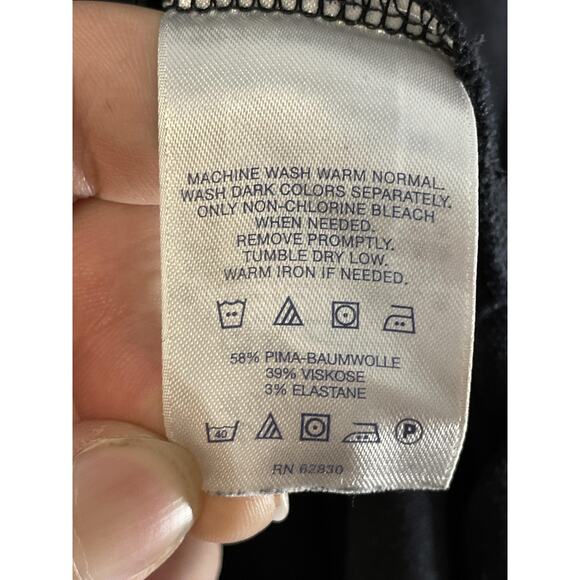 MACHINE WASH WARM NORMAL.
WASH DARK COLORS SEPARATELY.
ONLY NON-CHLORINE BLEACH
WHEN NEEDED.
REMOVE PROMPTLY.
TUMBLE DRY LOW.
WARM IRON IF NEEDED.
58% PIMA-BAUMWOLLE
39% VISKOSE
3% ELASTANE
40 P
RN 62830